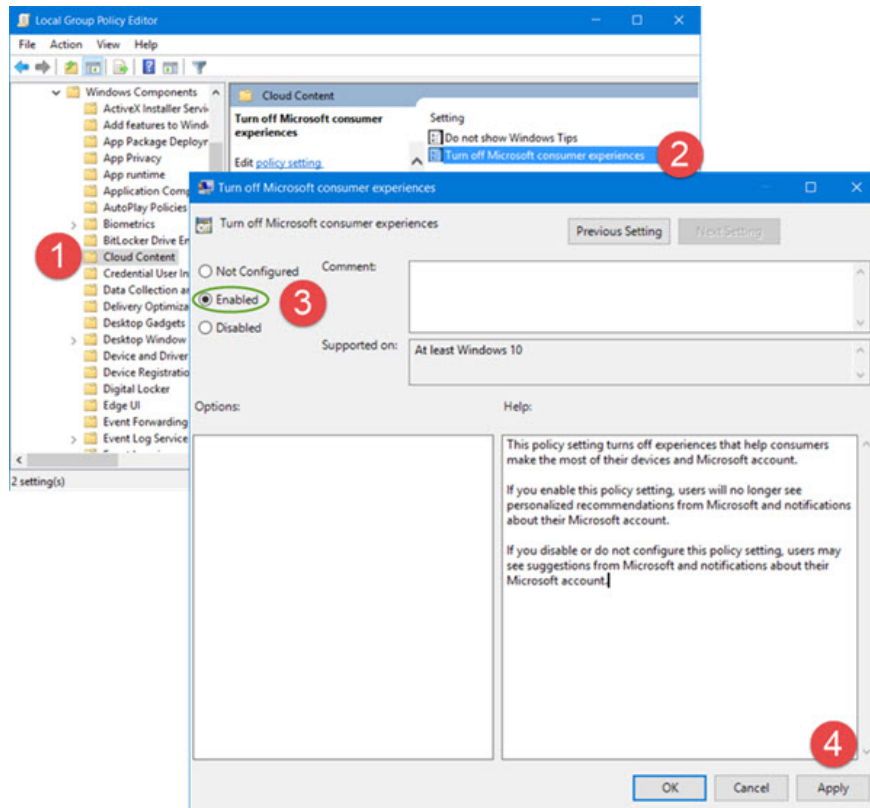 Local Group Policy Editor
File Action View Help
Windows Components
ActiveX Installer Servi
Add features to Wind
App Package Deployr
App Privacy
App runtime
Application Comp
AutoPlay Policies
Biometrics
BitLocker Drive En
1
Cloud Content
Credential User In
Data Collection a
Delivery Optimiza
Desktop Gadgets
Desktop Window
Device and Driver
Device Registratio
Digital Locker
Edge UI
Event Forwarding
Event Log Service
2 setting(s)
Cloud Content
Turn off Microsoft consumer
experiences
Edit policy setting
Setting
Do not show Windows Tips
Turn off Microsoft consumer experiences
2
Turn off Microsoft consumer experiences
Turn off Microsoft consumer experiences
Previous Setting
Next Setting
Not Configured
Enabled
3
Disabled
Comment:
Supported on:
At least Windows 10
Options:
Help:
This policy setting turns off experiences that help consumers
make the most of their devices and Microsoft account.
If you enable this policy setting, users will no longer see
personalized recommendations from Microsoft and notifications
about their Microsoft account.
If you disable or do not configure this policy setting, users may
see suggestions from Microsoft and notifications about their
Microsoft account.
4
OK
Cancel
Apply